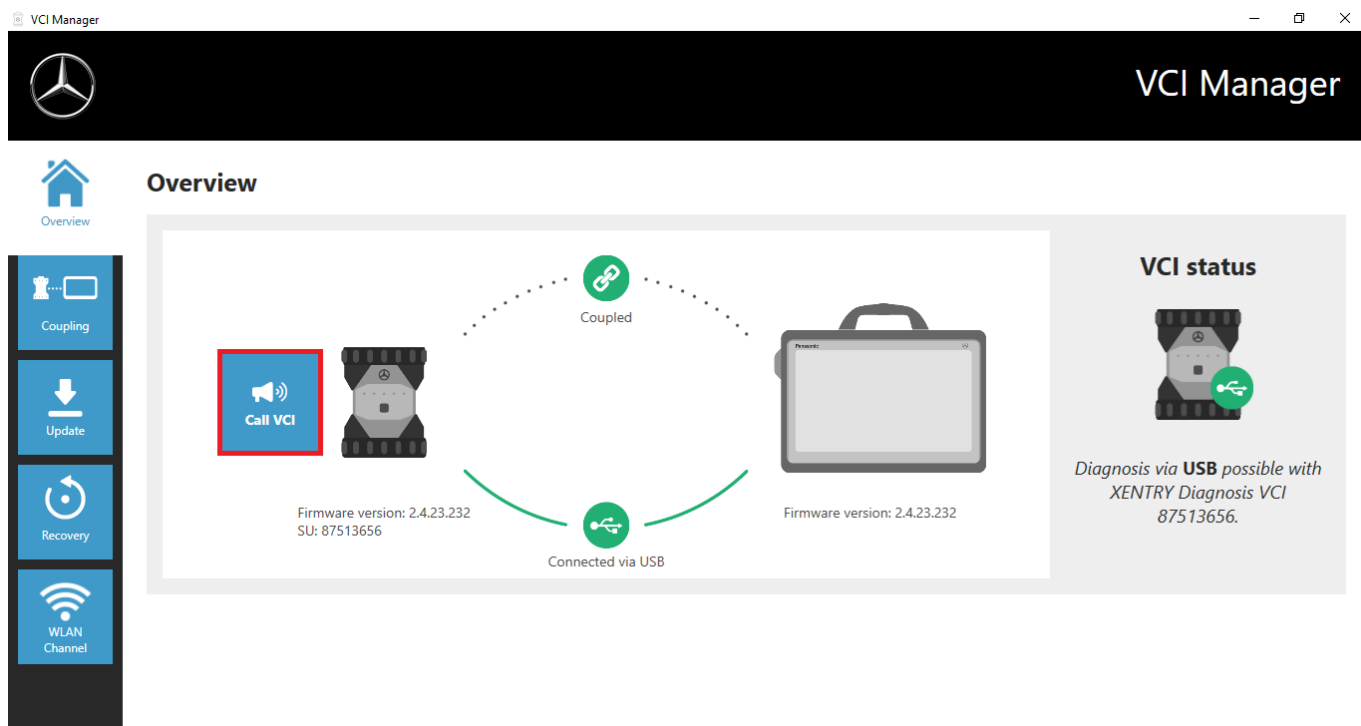 VCI Manager
VCI Manager
Overview
Overview
Coupling
Update
Recovery
WLAN
Channel
Coupled
Call VCI
Panasonic
Firmware version: 2.4.23.232
SU: 87513656
Connected via USB
Firmware version: 2.4.23.232
VCI status
Diagnosis via USB possible with
XENTRY Diagnosis VCI
87513656.